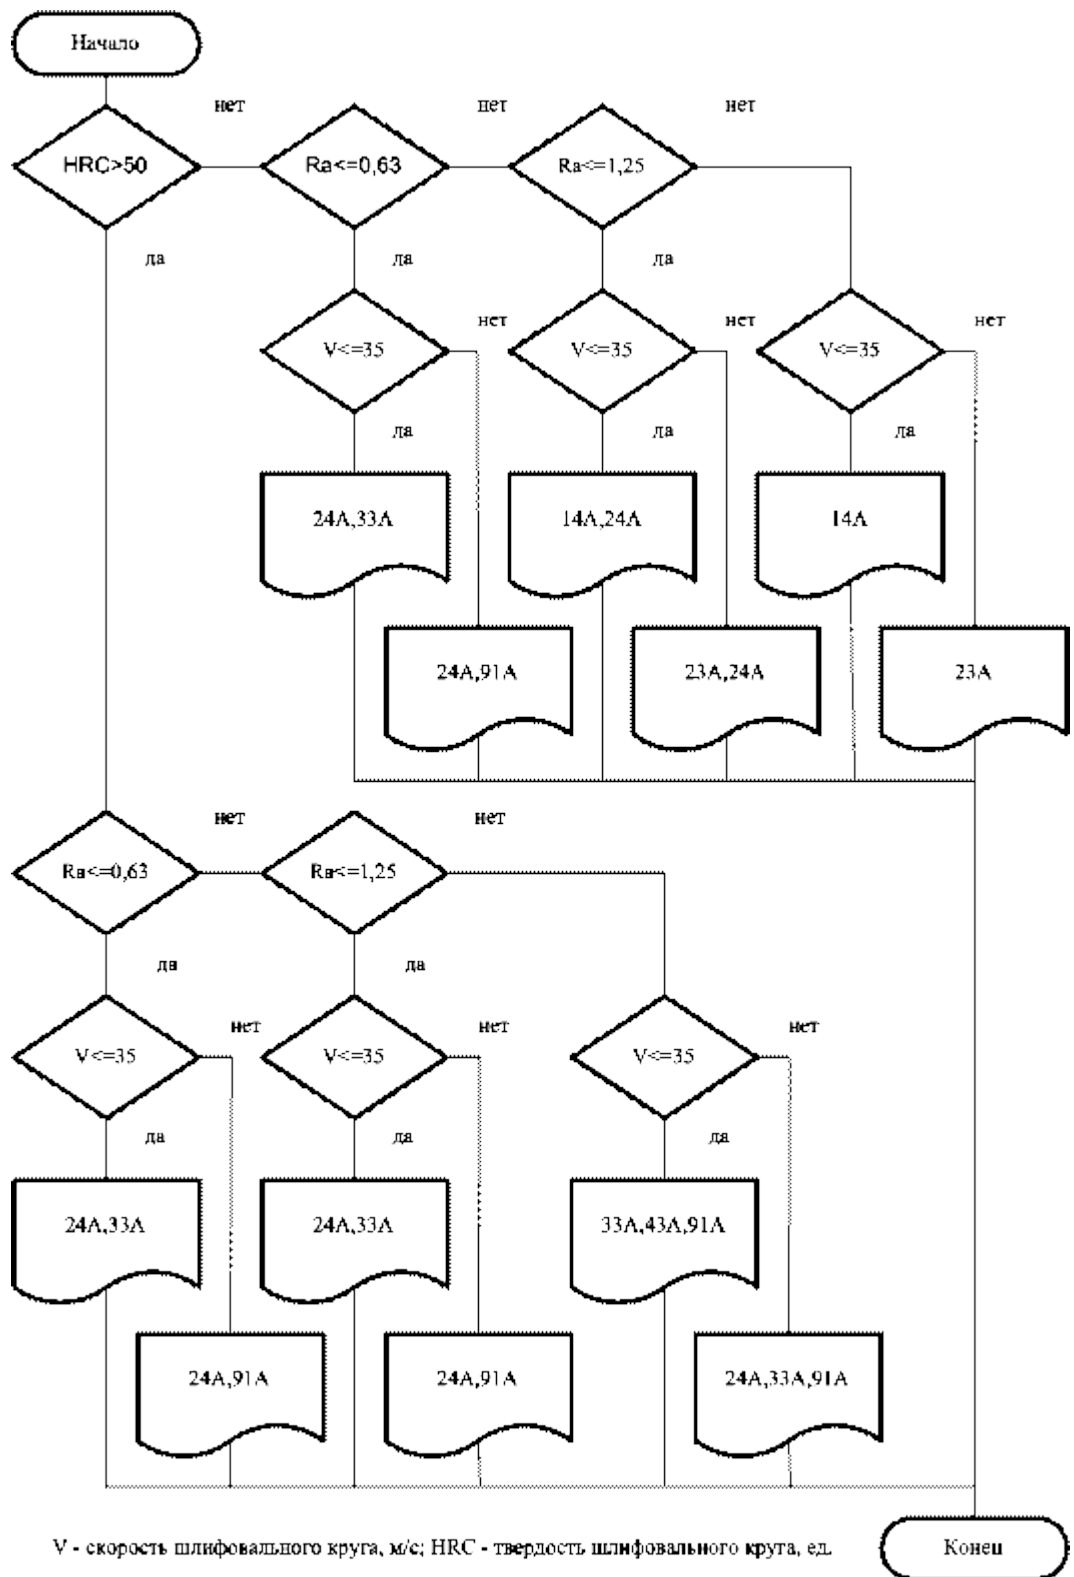 Начало
нет
нет
нет
HRC>50
Ra<=0,63
Ra<=1,25
да
да
да
нет
нет
нет
V<=35
V<=35
V<=35
да
да
да
24А,33А
14А,24А
14А
24А,91А
23А,24А
23А
нет
нет
Ra<=0,63
Ra<=1,25
да
да
нет
нет
нет
V<=35
V<=35
V<=35
да
да
да
24А,33А
24А,33А
33А,43А,91А
24А,91А
24А,91А
24А,33А,91А
V - скорость шлифовального круга, м/с; HRC - твердость шлифовального круга, ед.
Конец